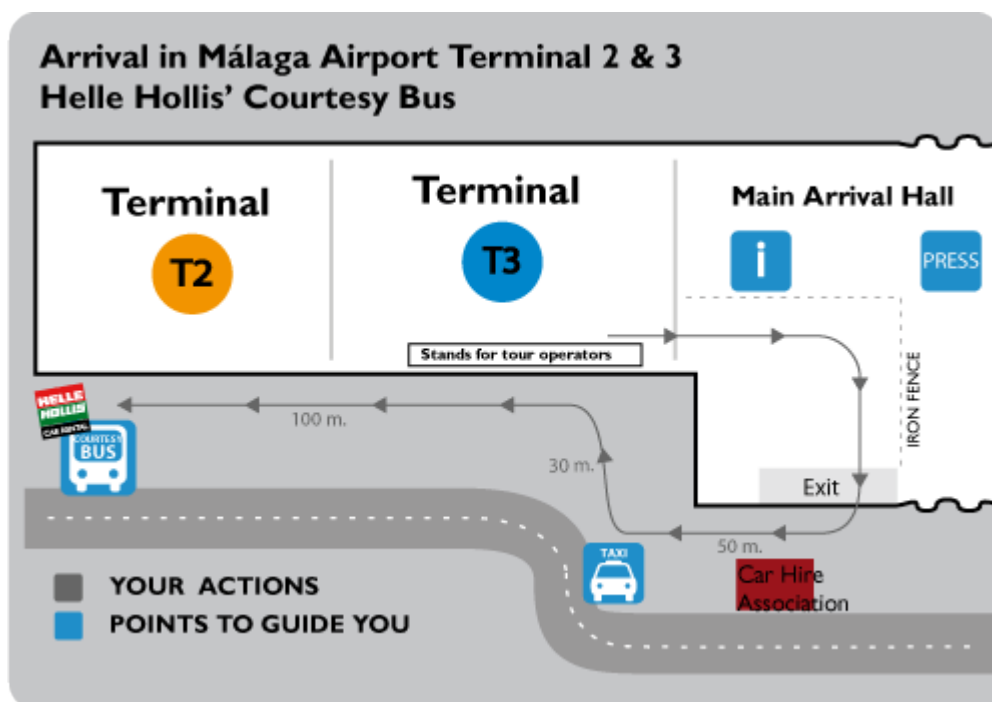 Arrival in Málaga Airport Terminal 2 & 3
Helle Hollis' Courtesy Bus
Terminal
T2
Terminal
T3
Main Arrival Hall
i
PRESS
Stands for tour operators
IRON FENCE
HELLE
HOLLIS
CAR RENTAL
COURTESY
BUS
100 m.
30 m.
Exit
50 m.
TAXI
Car Hire
Association
YOUR ACTIONS
POINTS TO GUIDE YOU